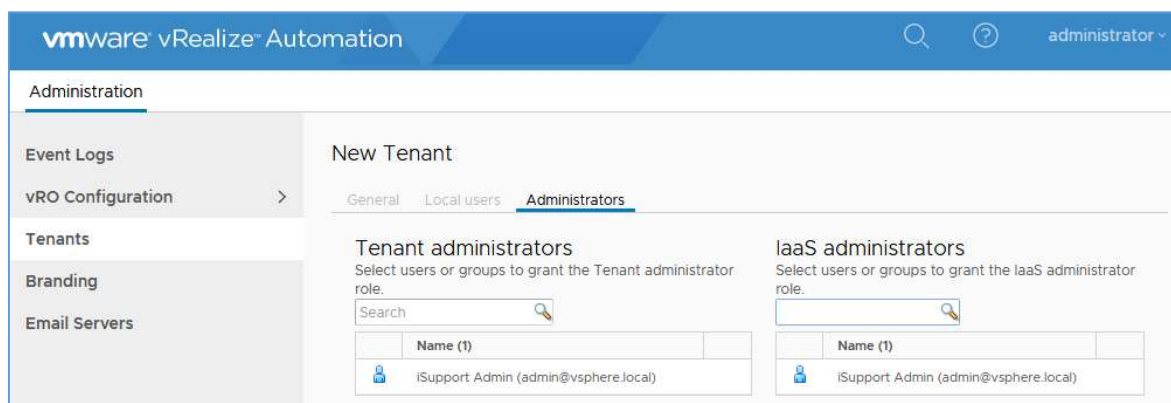 vmware vRealize Automation
administrator
Administration
Event Logs
vRO Configuration
Tenants
Branding
Email Servers
New Tenant
General Local users Administrators
Tenant administrators
Select users or groups to grant the Tenant administrator
role.
Search
Name (1)
iSupport Admin (admin@vsphere.local)
IaaS administrators
Select users or groups to grant the IaaS administrator
role.
Name (1)
iSupport Admin (admin@vsphere.local)